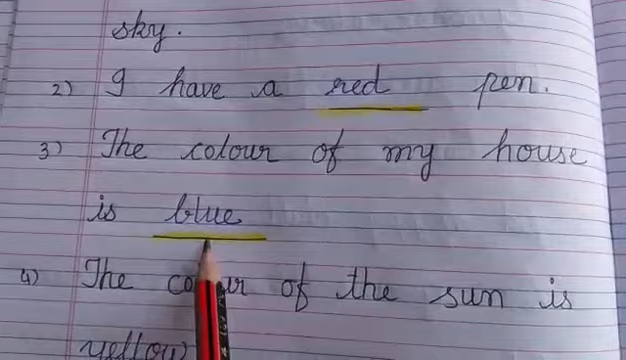 sky.
2) I have a red pen.
3) The colour of my house
is blue
4) The colour of the sun is
yellow